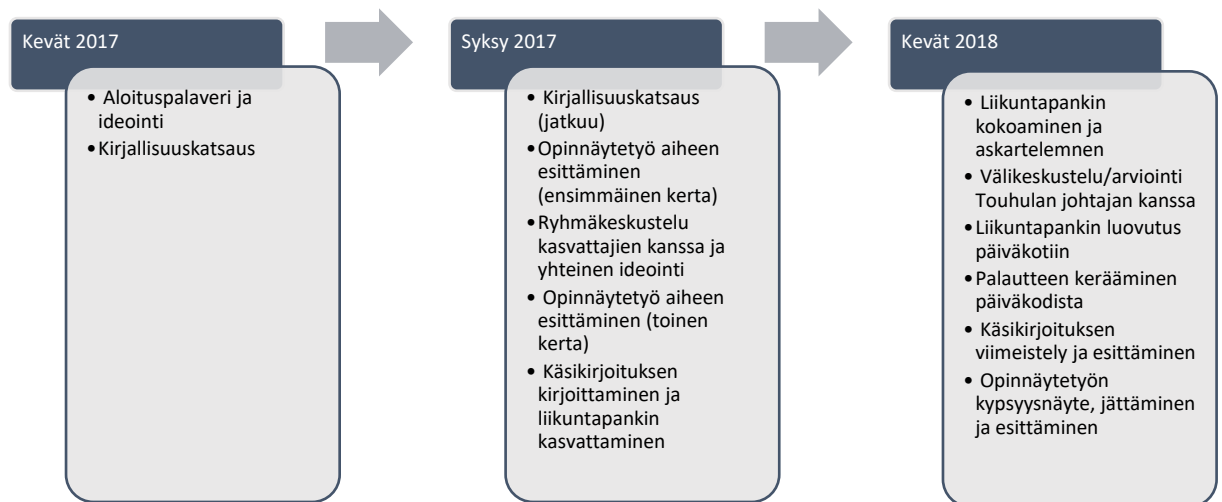 Kevät 2017
• Aloituspalaveri ja
ideointi
•Kirjallisuuskatsaus
Syksy 2017
• Kirjallisuuskatsaus
(jatkuu)
•Opinnäytetyö aiheen
esittäminen
(ensimmäinen kerta)
•Ryhmäkeskustelu
kasvattajien kanssa ja
yhteinen ideointi
• Opinnäytetyö aiheen
esittäminen (toinen
kerta)
• Käsikirjoituksen
kirjoittaminen ja
liikuntapankin
kasvattaminen
Kevät 2018
• Liikuntapankin
kokoaminen ja
askartelemnen
• Välikeskustelu/arviointi
Touhulan johtajan kanssa
•Liikuntapankin luovutus
päiväkotiin
•Palautteen kerääminen
päiväkodista
• Käsikirjoituksen
viimeistely ja esittäminen
• Opinnäytetyön
kypsyysnäyte, jättäminen
ja esittäminen